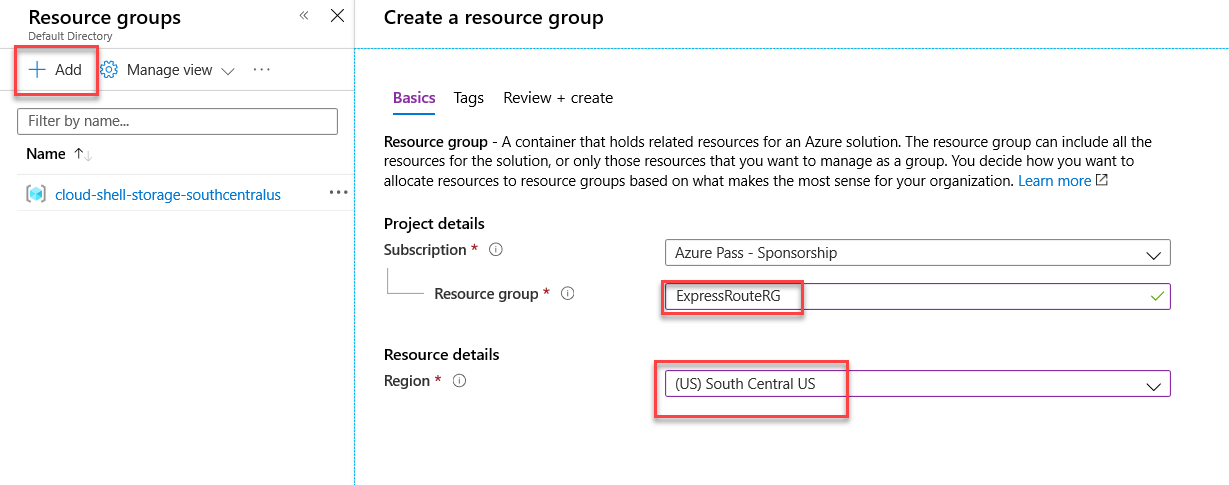 Resource groups
Default Directory
Add
Manage view
Filter by name...
Name
cloud-shell-storage-southcentralus
Create a resource group
Basics
Tags
Review + create
Resource group - A container that holds related resources for an Azure solution. The resource group can include all the
resources for the solution, or only those resources that you want to manage as a group. You decide how you want to
allocate resources to resource groups based on what makes the most sense for your organization. Learn more
Project details
Subscription *
Azure Pass - Sponsorship
Resource group *
ExpressRouteRG
Resource details
Region *
(US) South Central US